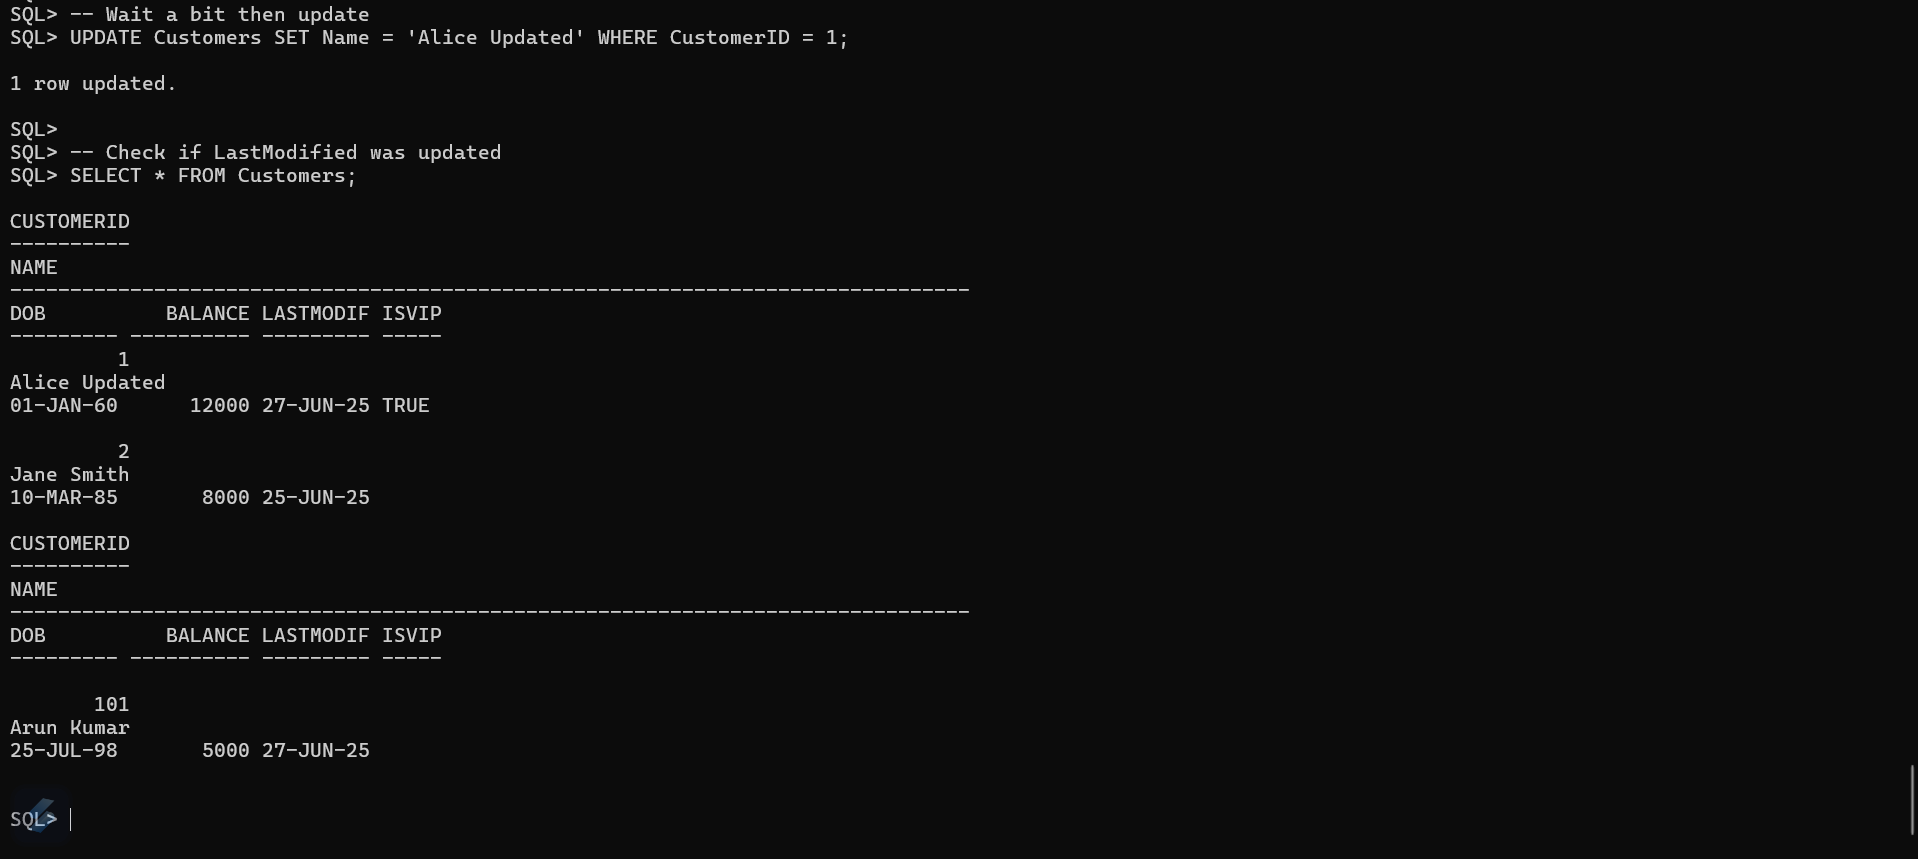 SQL> -- Wait a bit then update
SQL> UPDATE Customers SET Name = 'Alice Updated' WHERE CustomerID = 1;
1 row updated.
SQL>
SQL> -- Check if LastModified was updated
SQL> SELECT * FROM Customers;
CUSTOMERID
----------
NAME
--------------------------------------------------------------------------------
DOB          BALANCE LASTMODIF ISVIP
--------- ---------- --------- -----
         1
Alice Updated
01-JAN-60      12000 27-JUN-25 TRUE
         2
Jane Smith
10-MAR-85       8000 25-JUN-25
CUSTOMERID
----------
NAME
--------------------------------------------------------------------------------
DOB          BALANCE LASTMODIF ISVIP
--------- ---------- --------- -----
       101
Arun Kumar
25-JUL-98       5000 27-JUN-25
SQL>